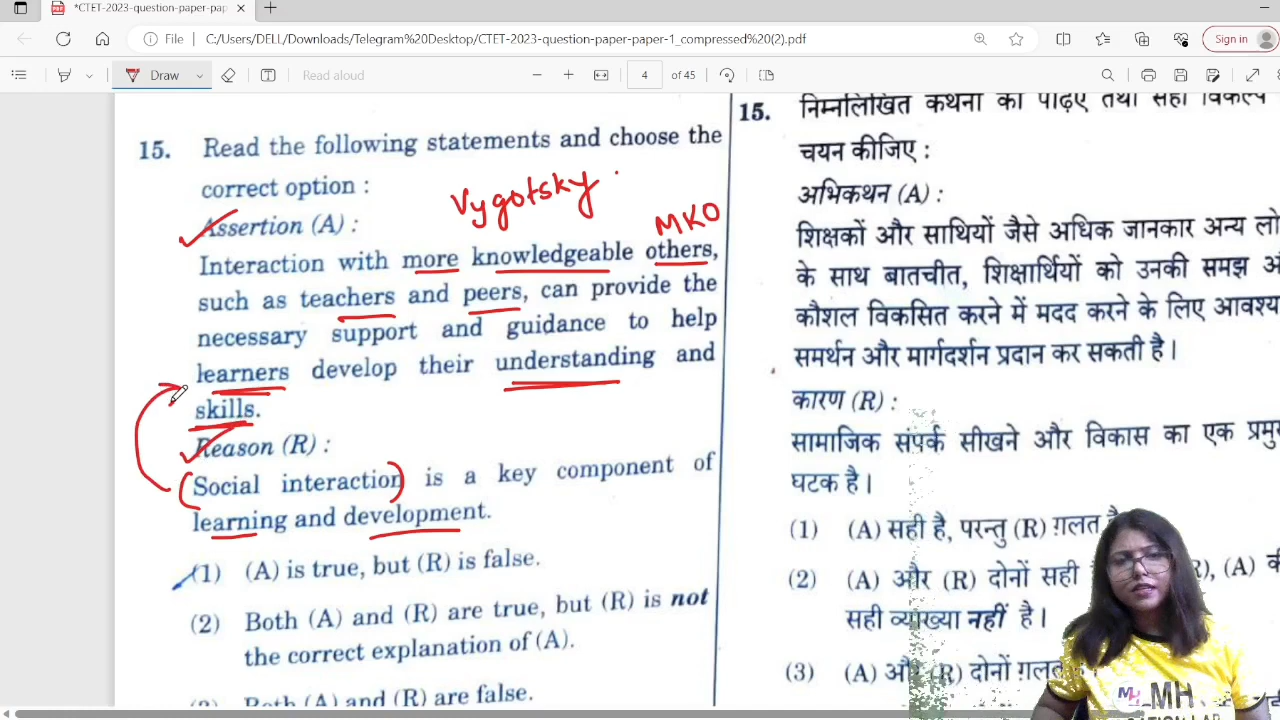 *CTET-2023-question-paper-pap
File
C:/Users/DELL/Downloads/Telegram%20Desktop/CTET-2023-question-paper-paper-1_compressed%20(2).pdf
Sign in
Draw
Read aloud
4 of 45
15. Read the following statements and choose the
correct option :
Vygotsky
Assertion (A) :
MKO
Interaction with more knowledgeable others,
such as teachers and peers, can provide the
necessary support and guidance to help
learners develop their understanding and
skills.
Reason (R) :
Social interaction is a key component of
learning and development.
(1) (A) is true, but (R) is false.
(2) Both (A) and (R) are true, but (R) is not
the correct explanation of (A).
Both (A) and (R) are false.
15. निम्नलिखित कथनों को पढ़िए तथा सही विकल्प
चयन कीजिए :
अभिकथन (A) :
शिक्षकों और साथियों जैसे अधिक जानकार अन्य लो
के साथ बातचीत, शिक्षार्थियों को उनकी समझ औ
कौशल विकसित करने में मदद करने के लिए आवश्य
समर्थन और मार्गदर्शन प्रदान कर सकती है।
कारण (R) :
सामाजिक संपर्क सीखने और विकास का एक प्रमु
घटक है।
(1) (A) सही है, परन्तु (R) ग़लत है
(2) (A) और (R) दोनों सही R), (A) की
सही व्याख्या नहीं है।
(3) (A) और (R) दोनों ग़लत
MH